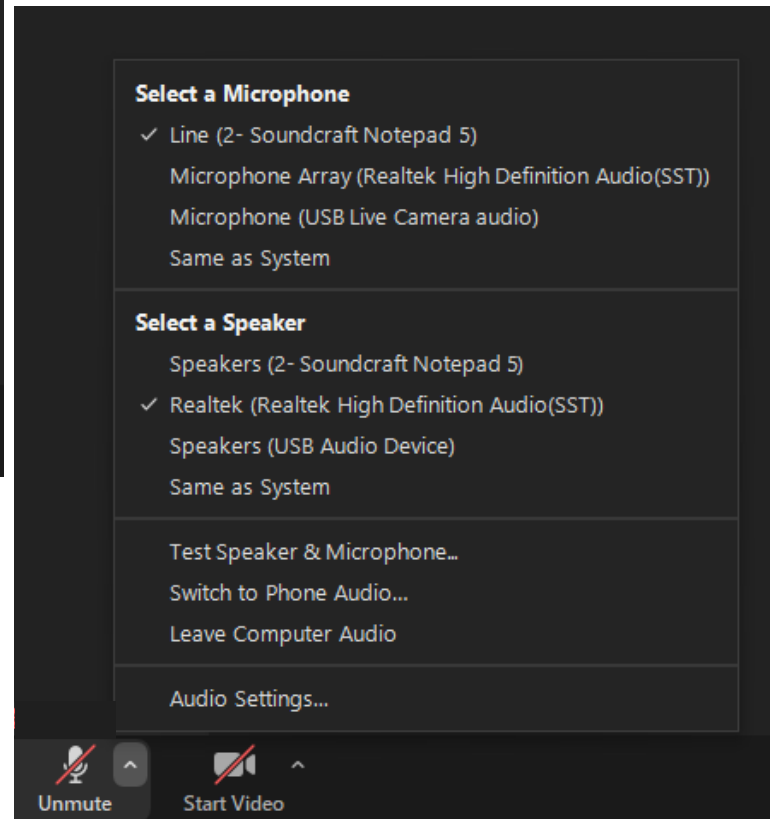 Select a Microphone
Line (2- Soundcraft Notepad 5)
Microphone Array (Realtek High Definition Audio(SST))
Microphone (USB Live Camera audio)
Same as System
Select a Speaker
Speakers (2- Soundcraft Notepad 5)
Realtek (Realtek High Definition Audio(SST))
Speakers (USB Audio Device)
Same as System
Test Speaker & Microphone...
Switch to Phone Audio...
Leave Computer Audio
Audio Settings...
Unmute Start Video